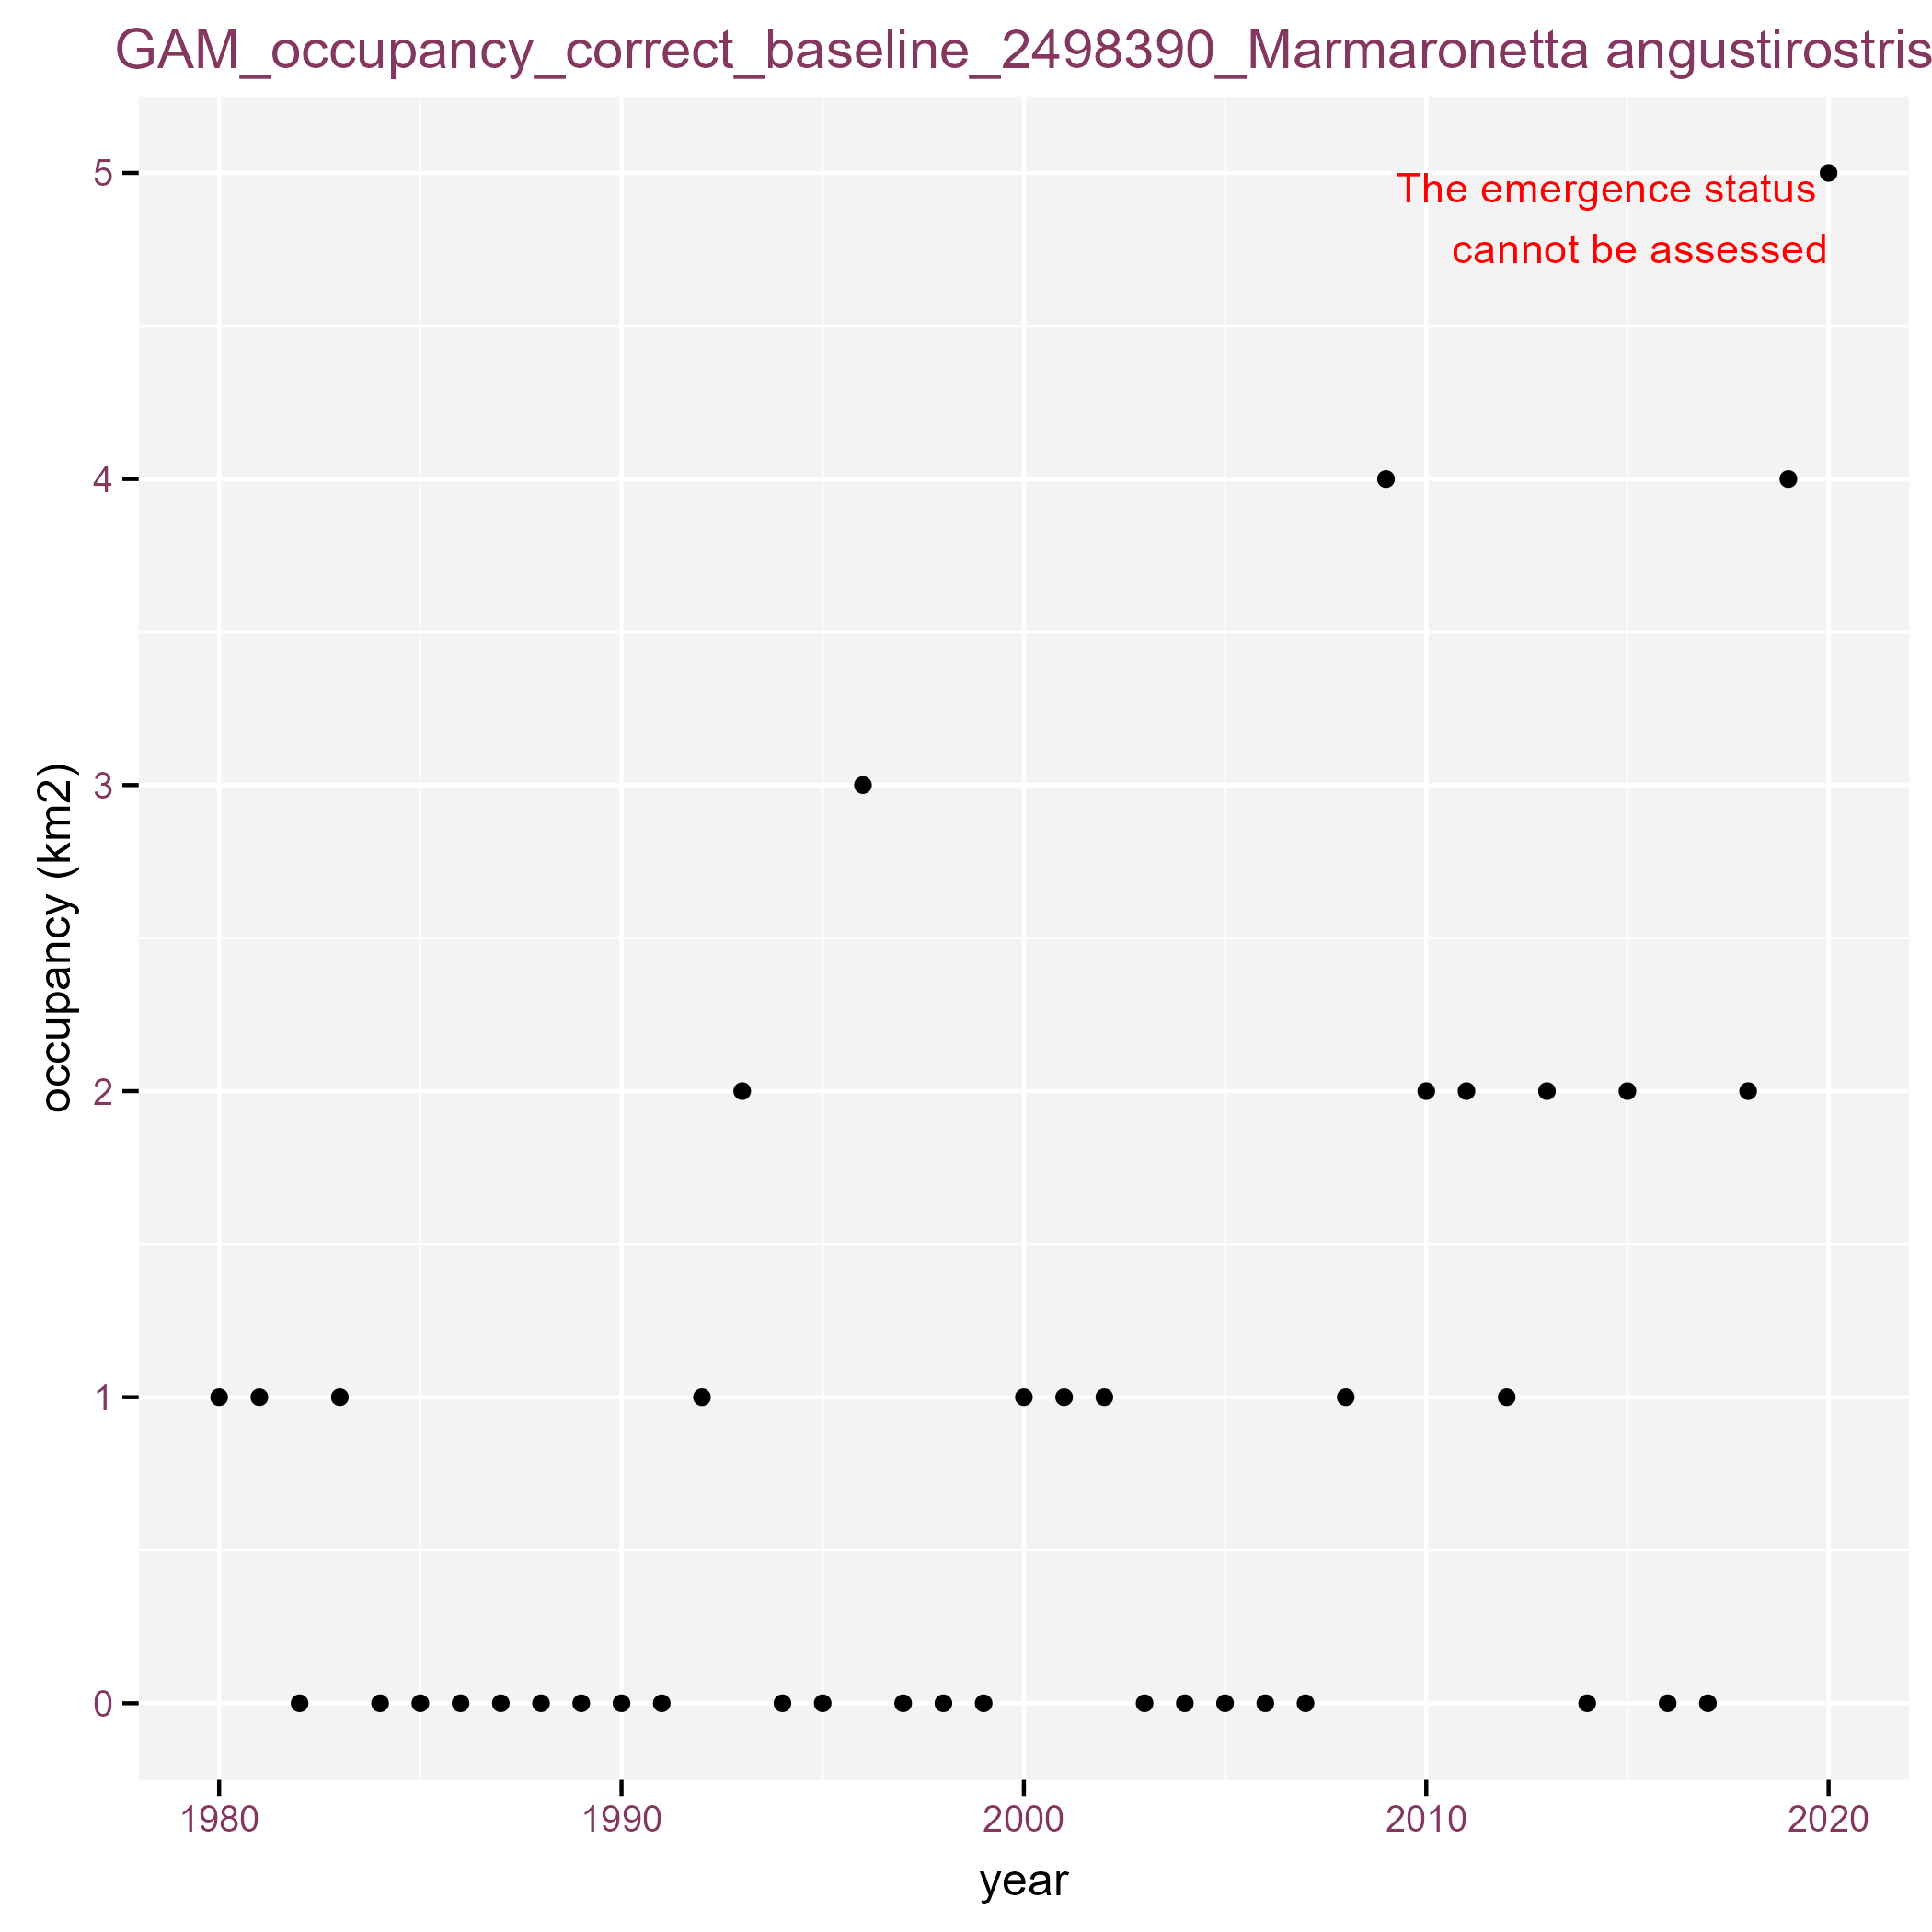 GAM_occupancy_correct_baseline_2498390_Marmaronetta angustirostris
5
The emergence status
cannot be assessed
4
3
2
1
0
occupancy (km2)
1980 1990 2000 2010 2020
year